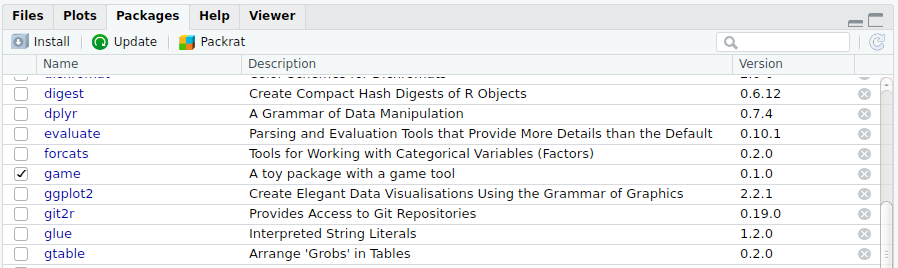 Files Plots Packages Help Viewer
Install Update Packrat
Name Description Version
digest Create Compact Hash Digests of R Objects 0.6.12
dplyr A Grammar of Data Manipulation 0.7.4
evaluate Parsing and Evaluation Tools that Provide More Details than the Default 0.10.1
forcats Tools for Working with Categorical Variables (Factors) 0.2.0
game A toy package with a game tool 0.1.0
ggplot2 Create Elegant Data Visualisations Using the Grammar of Graphics 2.2.1
git2r Provides Access to Git Repositories 0.19.0
glue Interpreted String Literals 1.2.0
gtable Arrange 'Grobs' in Tables 0.2.0